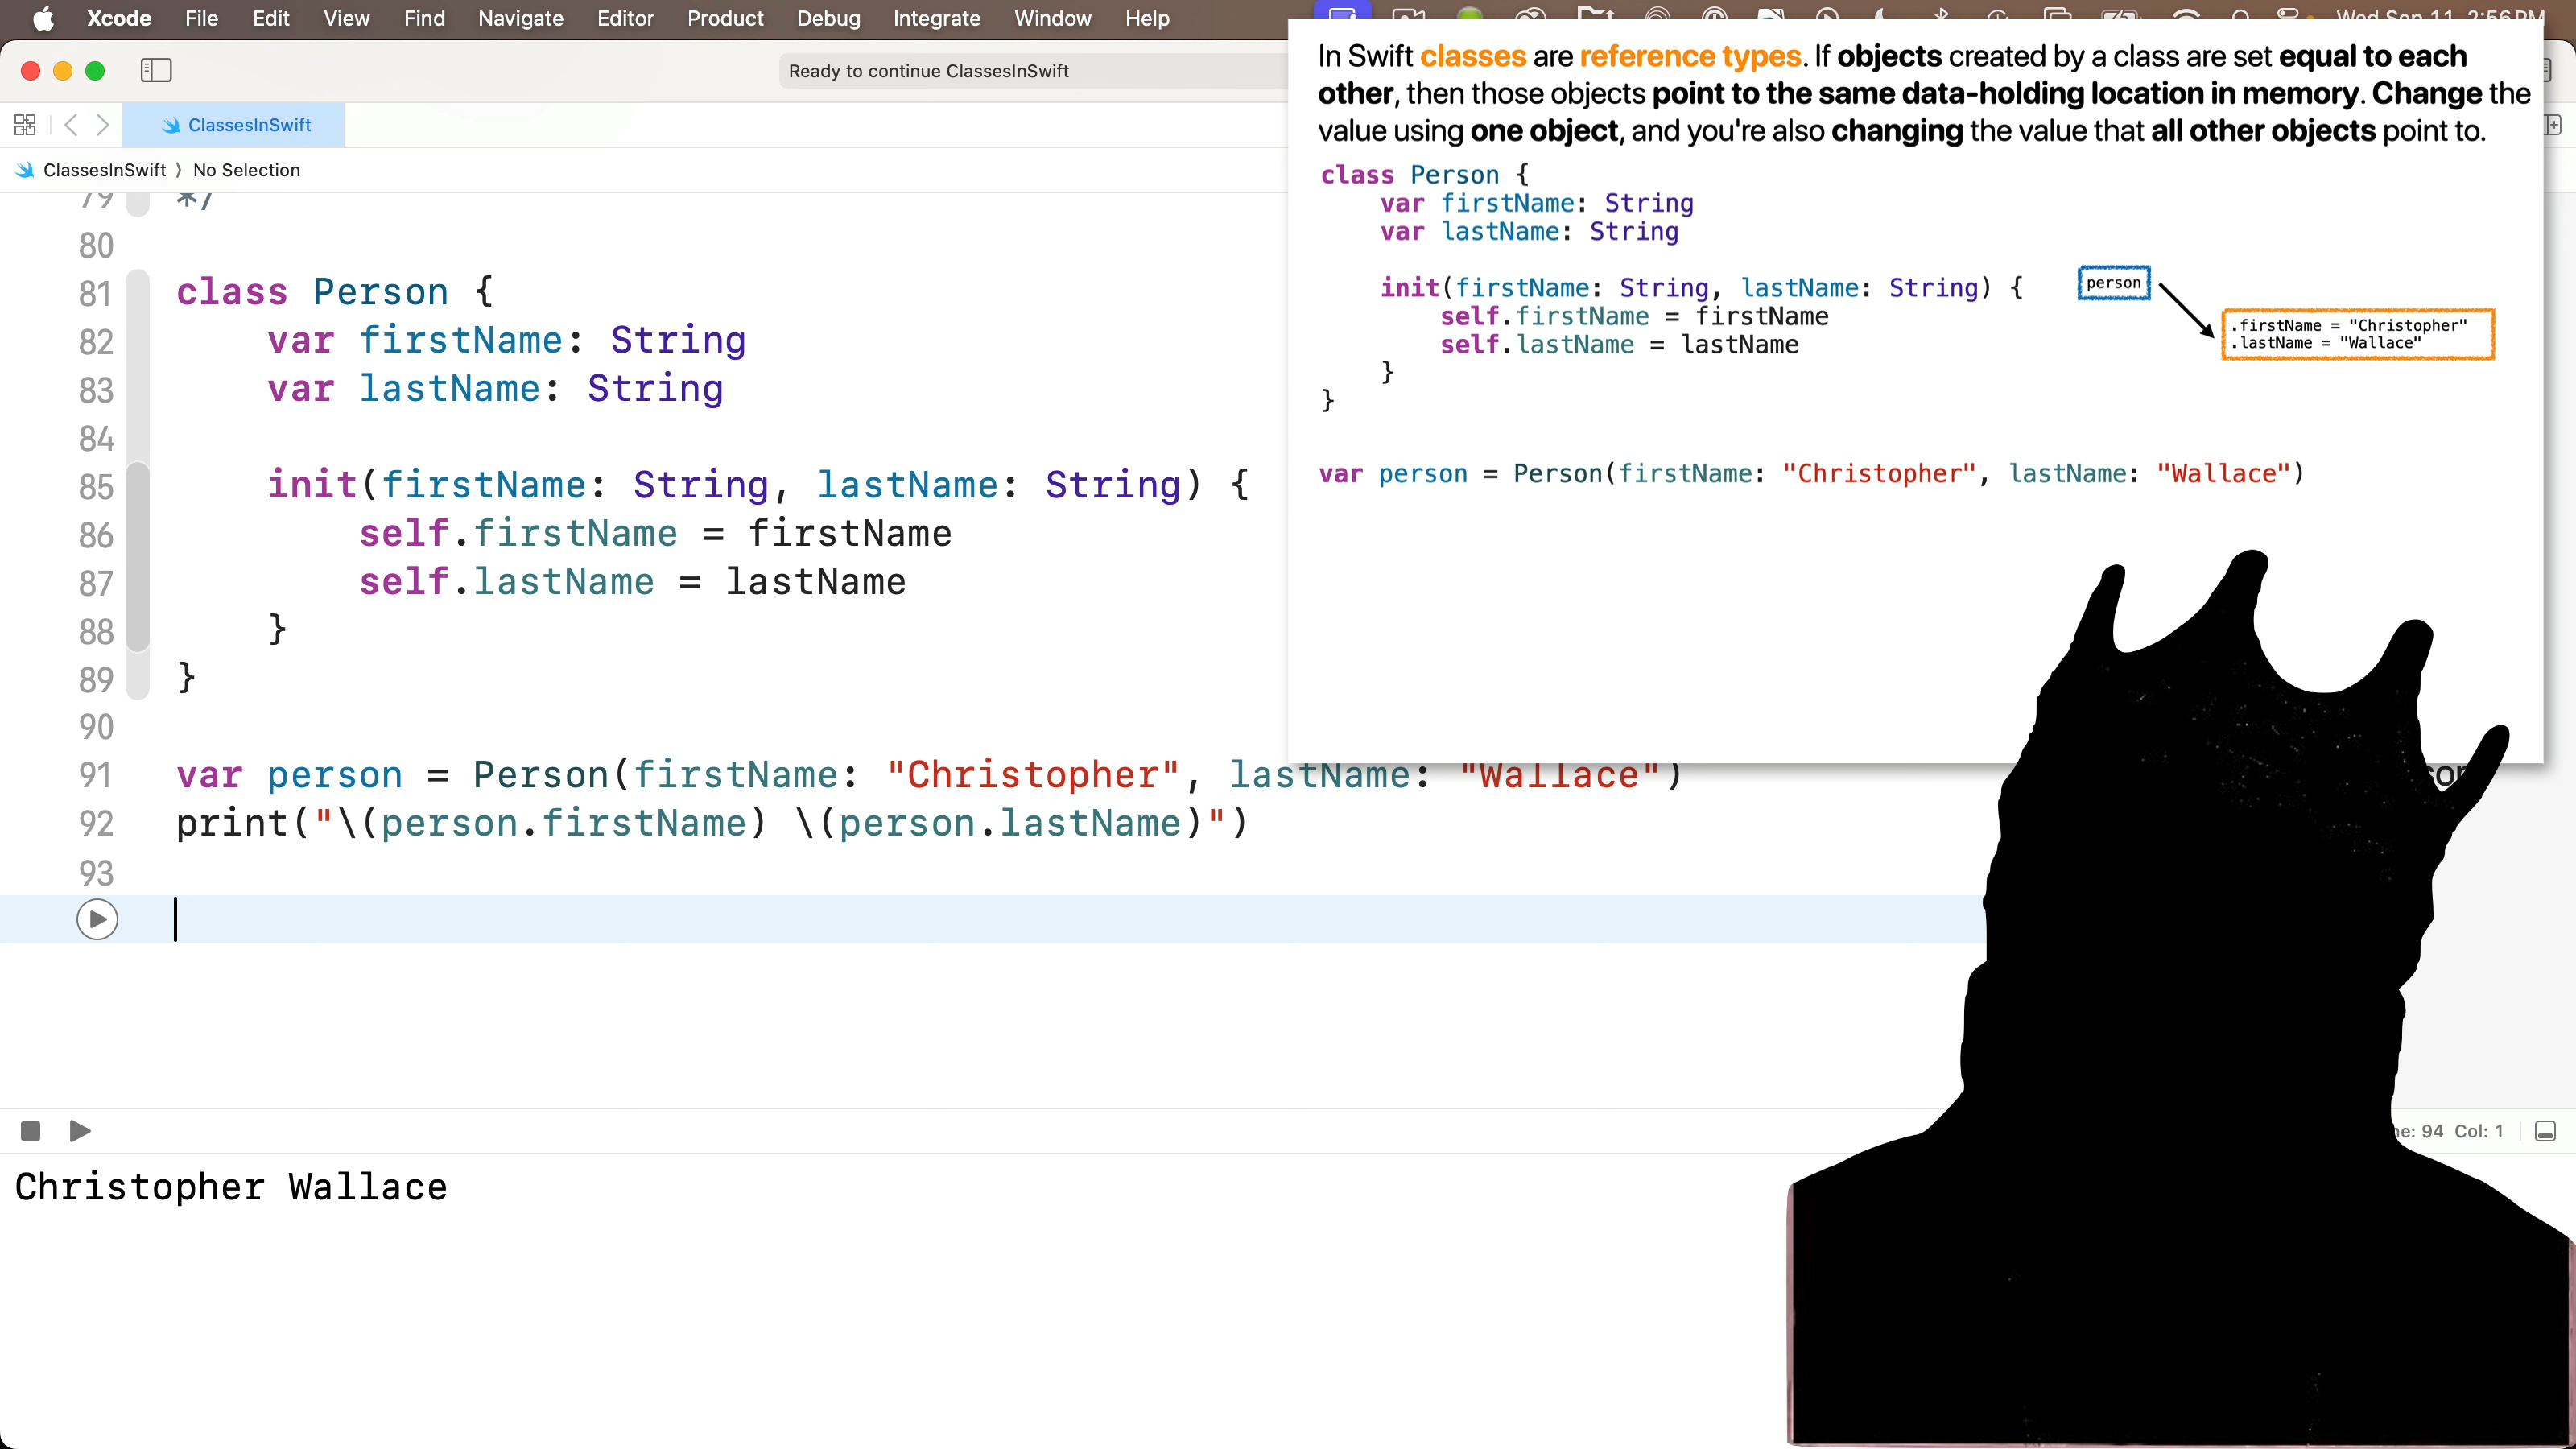 Xcode File Edit View Find Navigate Editor Product Debug Integrate Window Help
Ready to continue ClassesInSwift
ClassesInSwift
ClassesInSwift ⟩ No Selection
79 */
80
81 class Person {
82 var firstName: String
83 var lastName: String
84
85 init(firstName: String, lastName: String) {
86 self.firstName = firstName
87 self.lastName = lastName
88 }
89 }
90
91 var person = Person(firstName: "Christopher", lastName: "Wallace")
92 print("\(person.firstName) \(person.lastName)")
93
In Swift classes are reference types. If objects created by a class are set equal to each
other, then those objects point to the same data-holding location in memory. Change the
value using one object, and you're also changing the value that all other objects point to.
class Person {
var firstName: String
var lastName: String
init(firstName: String, lastName: String) {
self.firstName = firstName
self.lastName = lastName
}
}
person
.firstName = "Christopher"
.lastName = "Wallace"
var person = Person(firstName: "Christopher", lastName: "Wallace")
94 Col: 1
Christopher Wallace